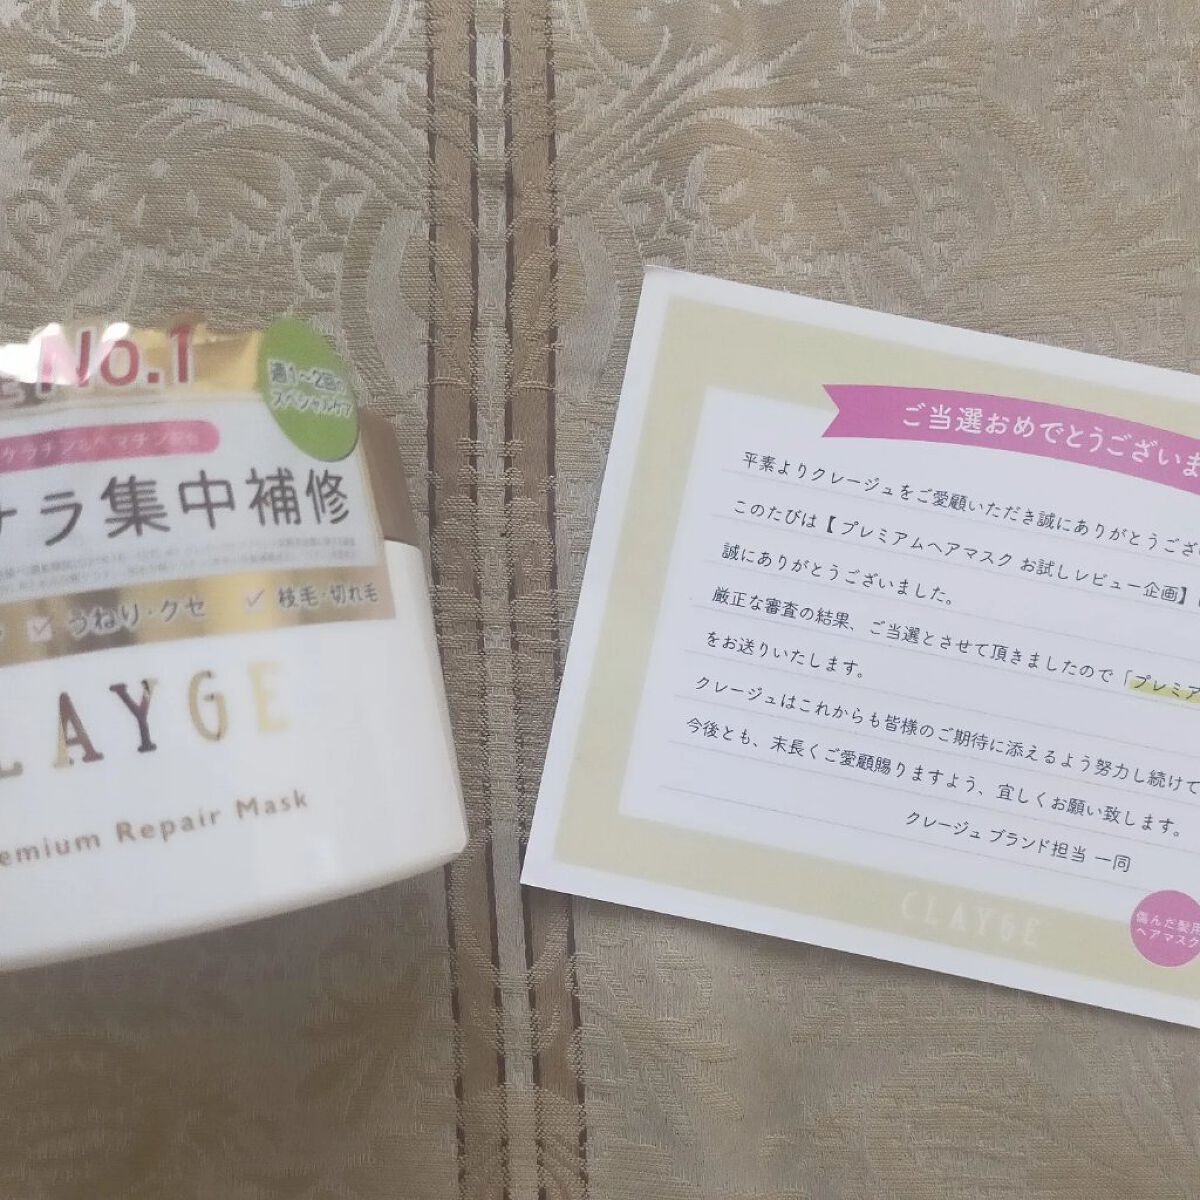 No.1
週1~2回の
スペシャルケア
ケラチン&ヘマチン配合
ナラ集中補修
うねり・クセ
枝毛・切れ毛
LAYGE
emium Repair Mask
ご当選おめでとうございま
平素よりクレージュをご愛顧いただき誠にありがとうござい
このたびは【プレミアムヘアマスク お試しレビュー企画】
誠にありがとうございました。
厳正な審査の結果、ご当選とさせて頂きましたので「プレミア
をお送りいたします。
クレージュはこれからも皆様のご期待に添えるよう努力し続けて
今後とも、末長くご愛顧賜りますよう、宜しくお願い致します。
クレージュ ブランド担当 一同
CLAYGE
傷んだ髪用
ヘアマスク